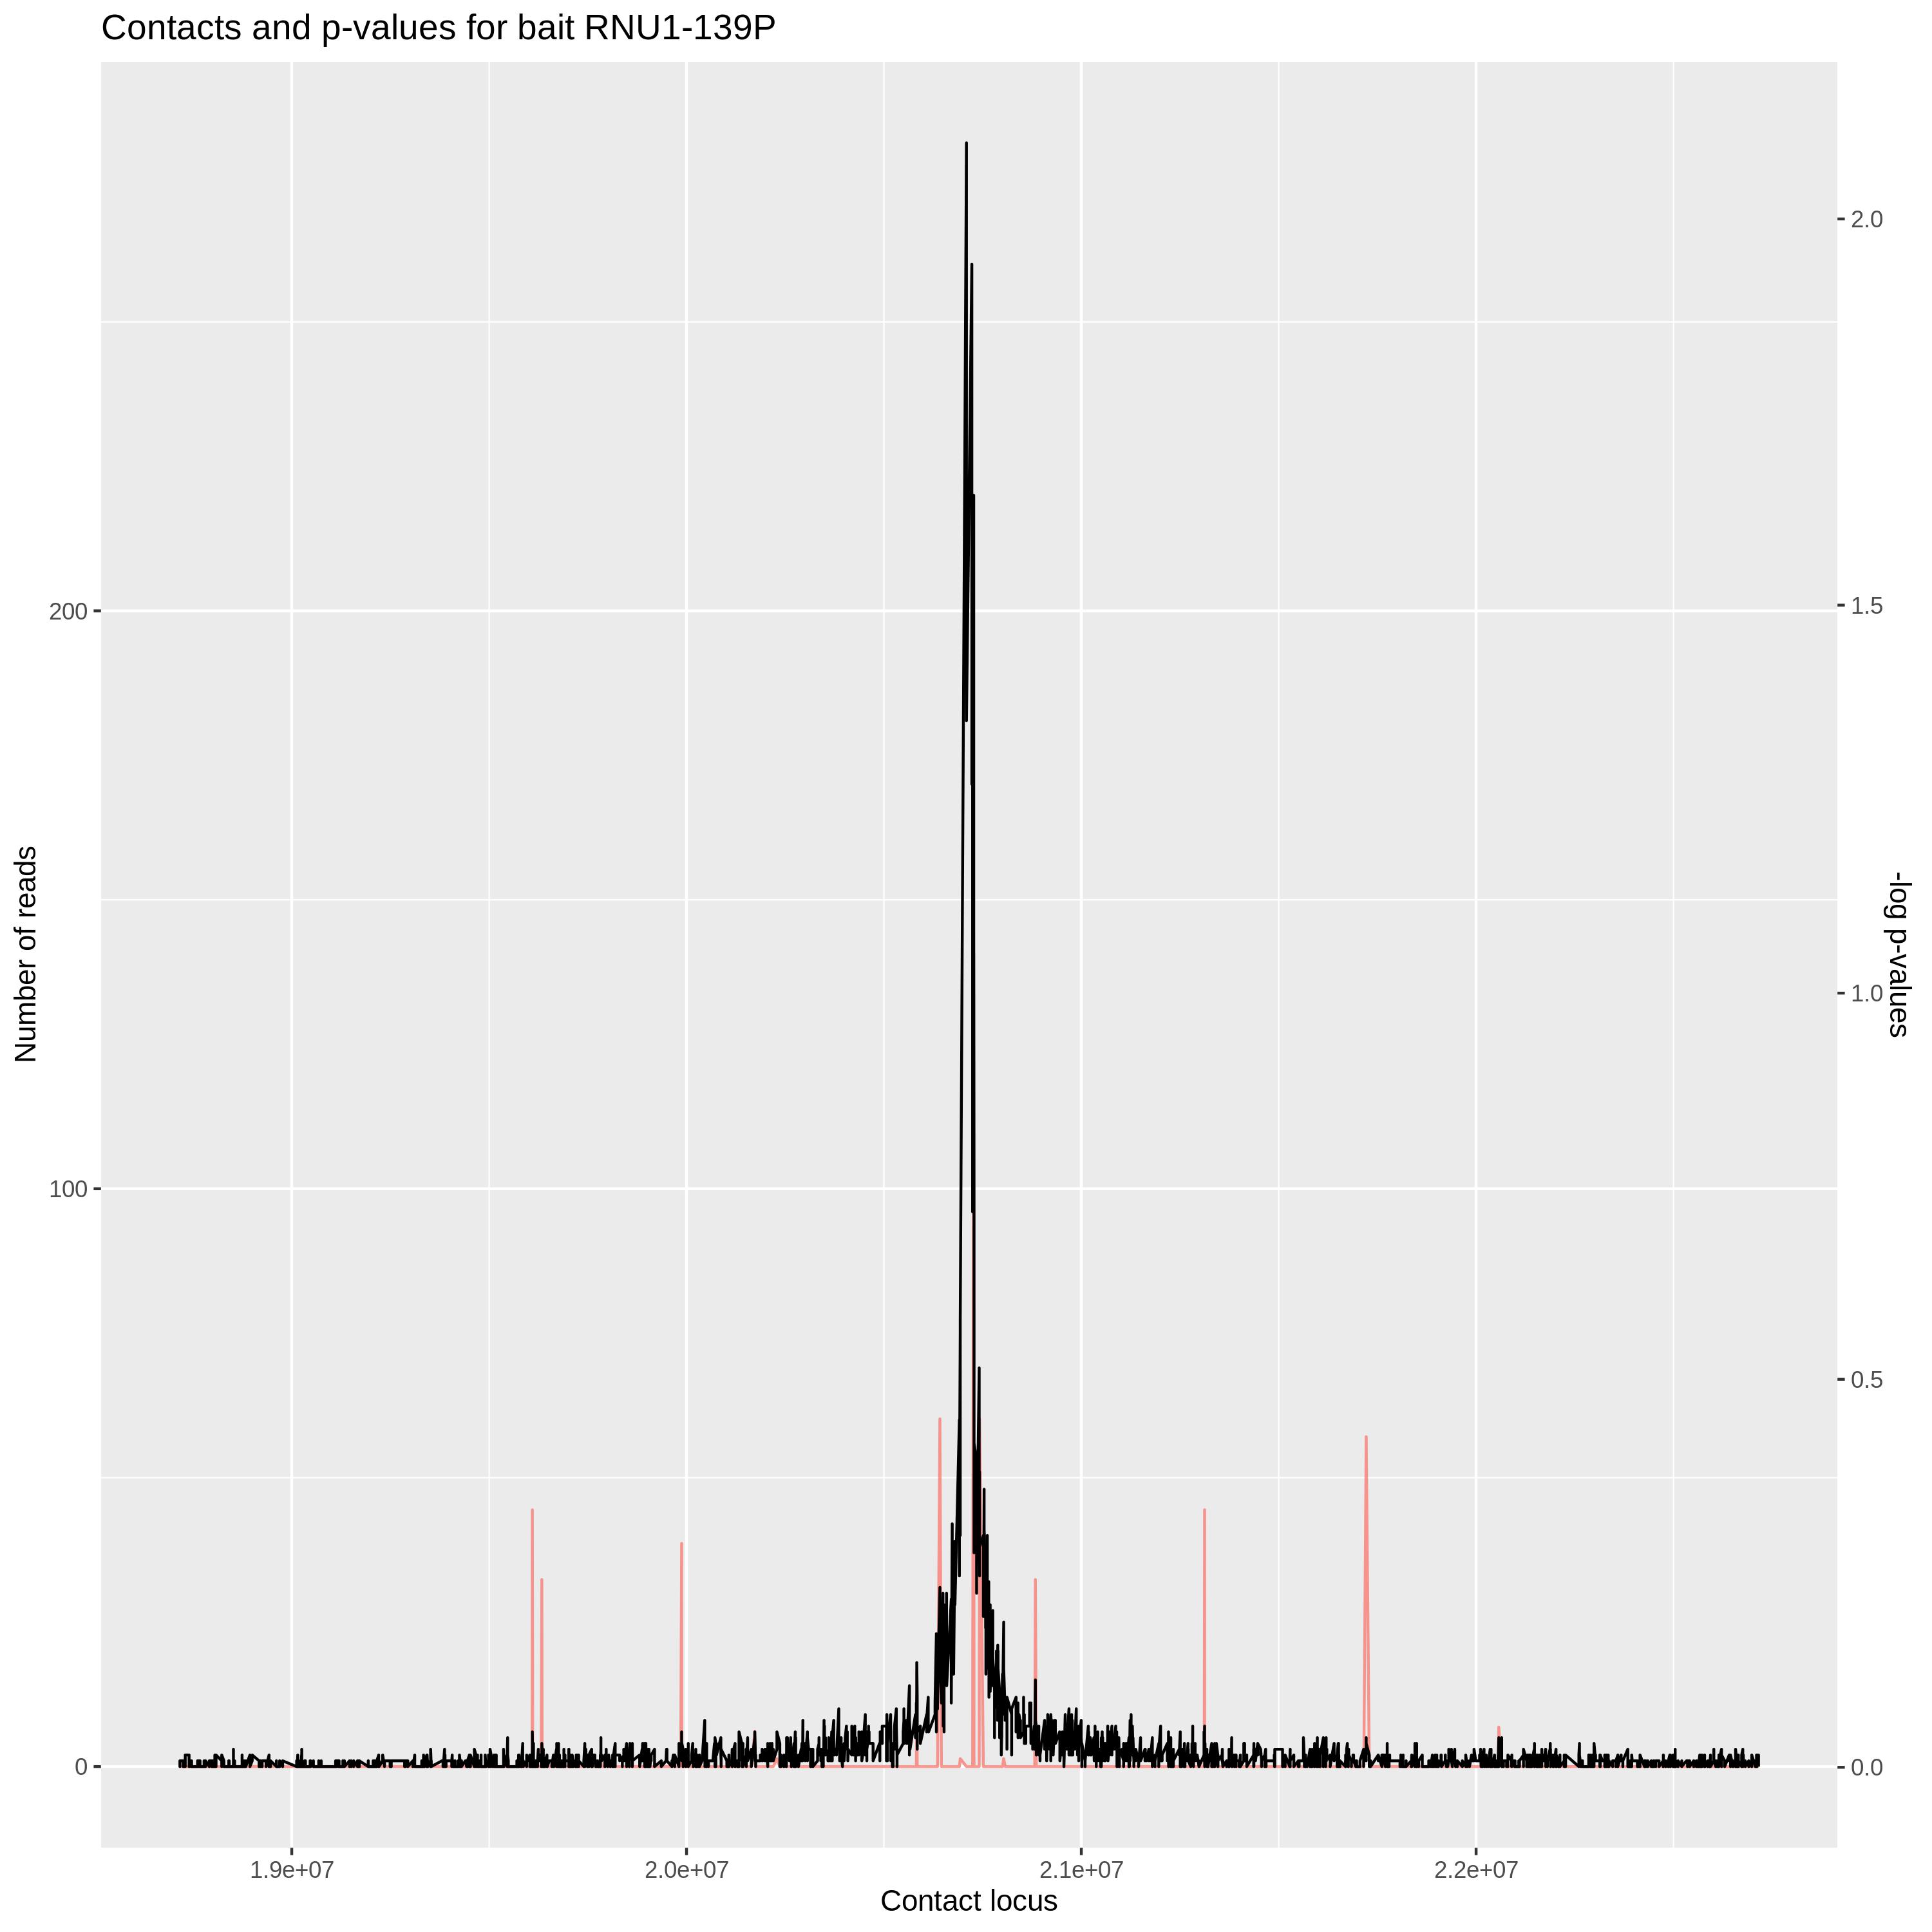 Contacts and p-values for bait RNU1-139P
Number of reads
200
100
0
2.0
1.5
1.0
0.5
0.0
-log p-values
1.9e+07
2.0e+07
2.1e+07
2.2e+07
Contact locus